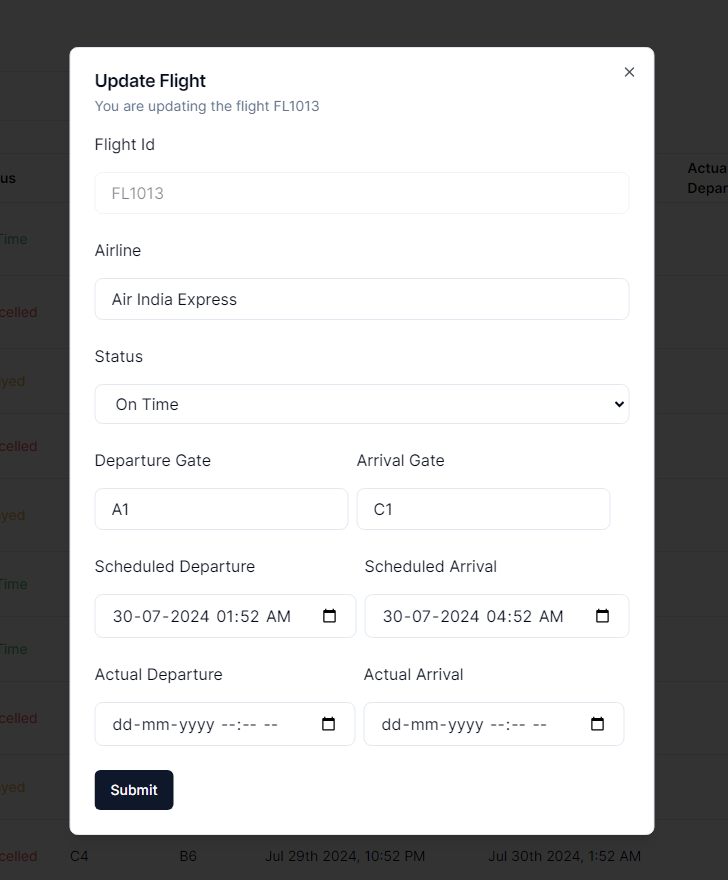 Update Flight
You are updating the flight FL1013
Flight Id
FL1013
Airline
Air India Express
Status
On Time
Departure Gate Arrival Gate
A1 C1
Scheduled Departure Scheduled Arrival
30-07-2024 01:52 AM 30-07-2024 04:52 AM
Actual Departure Actual Arrival
dd-mm-yyyy --:-- -- dd-mm-yyyy --:-- --
Submit
us
Actua
Depar
Time
celled
yed
celled
yed
Time
Time
celled
yed
celled C4 B6 Jul 29th 2024, 10:52 PM Jul 30th 2024, 1:52 AM